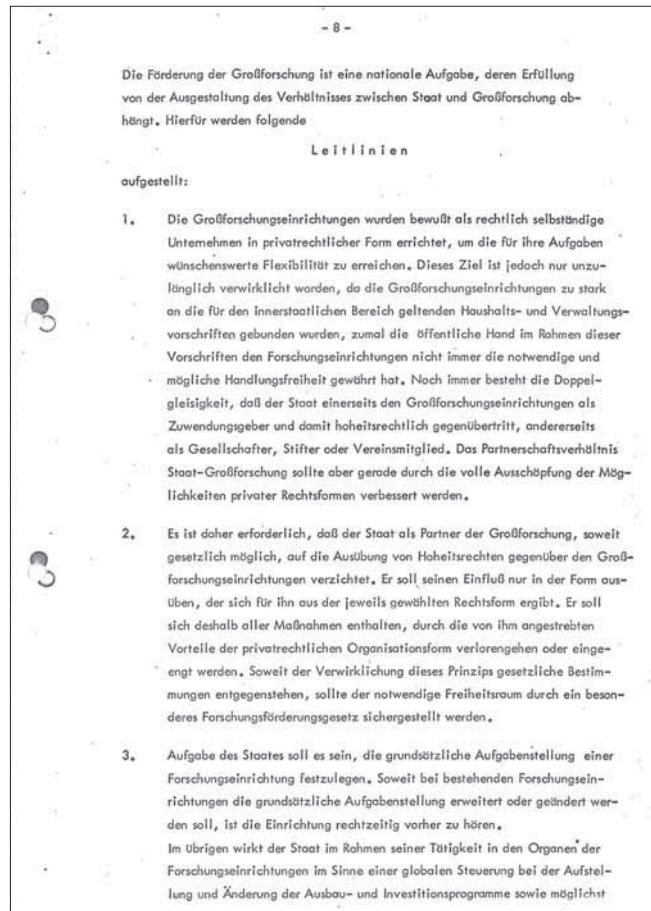 - 8 -
Die Förderung der Großforschung ist eine nationale Aufgabe, deren Erfüllung
von der Ausgestaltung des Verhältnisses zwischen Staat und Großforschung ab-
hängt. Hierfür werden folgende
Leitlinien
aufgestellt:
1. Die Großforschungseinrichtungen wurden bewußt als rechtlich selbständige
Unternehmen in privatrechtlicher Form errichtet, um die für ihre Aufgaben
wünschenswerte Flexibilität zu erreichen. Dieses Ziel ist jedoch nur unzu-
länglich verwirklicht worden, da die Großforschungseinrichtungen zu stark
an die für den innerstaatlichen Bereich geltenden Haushalts- und Verwaltungs-
vorschriften gebunden wurden, zumal die öffentliche Hand im Rahmen dieser
Vorschriften den Forschungseinrichtungen nicht immer die notwendige und
mögliche Handlungsfreiheit gewährt hat. Noch immer besteht die Doppel-
gleisigkeit, daß der Staat einerseits den Großforschungseinrichtungen als
Zuwendungsgeber und damit hoheitsrechtlich gegenübertritt, andererseits
als Gesellschafter, Stifter oder Vereinsmitglied. Das Partnerschaftsverhältnis
Staat-Großforschung sollte aber gerade durch die volle Ausschöpfung der Mög-
lichkeiten privater Rechtsformen verbessert werden.
2. Es ist daher erforderlich, daß der Staat als Partner der Großforschung, soweit
gesetzlich möglich, auf die Ausübung von Hoheitsrechten gegenüber den Groß-
forschungseinrichtungen verzichtet. Er soll seinen Einfluß nur in der Form aus-
üben, der sich für ihn aus der jeweils gewählten Rechtsform ergibt. Er soll
sich deshalb aller Maßnahmen enthalten, durch die von ihm angestrebten
Vorteile der privatrechtlichen Organisationsform verlorengehen oder einge-
engt werden. Soweit der Verwirklichung dieses Prinzips gesetzliche Bestim-
mungen entgegenstehen, sollte der notwendige Freiheitsraum durch ein beson-
deres Forschungsförderungsgesetz sichergestellt werden.
3. Aufgabe des Staates soll es sein, die grundsätzliche Aufgabenstellung einer
Forschungseinrichtung festzulegen. Soweit bei bestehenden Forschungsein-
richtungen die grundsätzliche Aufgabenstellung erweitert oder geändert wer-
den soll, ist die Einrichtung rechtzeitig vorher zu hören.
Im Übrigen wirkt der Staat im Rahmen seiner Tätigkeit in den Organen der
Forschungseinrichtungen im Sinne einer globalen Steuerung bei der Aufstel-
lung und Änderung der Ausbau- und Investitionsprogramme sowie möglichst